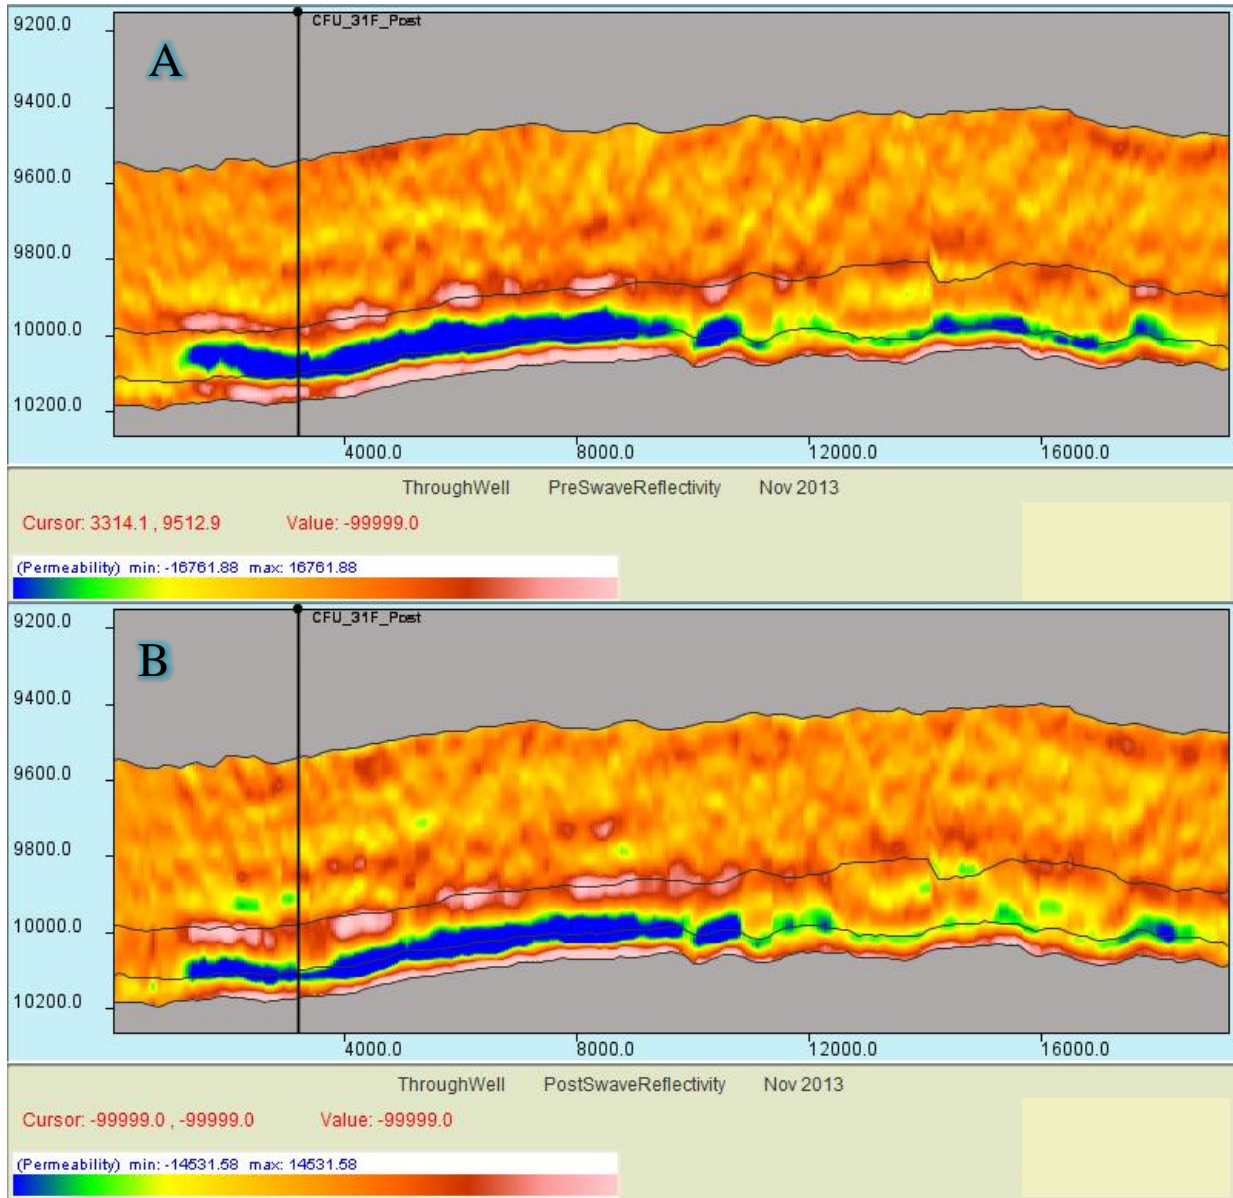 9200.0
CFU_31F_Post
A
9400.0
9600.0
9800.0
10000.0
10200.0
4000.0 8000.0 12000.0 16000.0
ThroughWell PreSwaveReflectivity Nov 2013
Cursor: 3314.1 , 9512.9 Value: -99999.0
(Permeability) min: -16761.88 max: 16761.88
9200.0
CFU_31F_Post
B
9400.0
9600.0
9800.0
10000.0
10200.0
4000.0 8000.0 12000.0 16000.0
ThroughWell PostSwaveReflectivity Nov 2013
Cursor: -99999.0 , -99999.0 Value: -99999.0
(Permeability) min: -14531.58 max: 14531.58